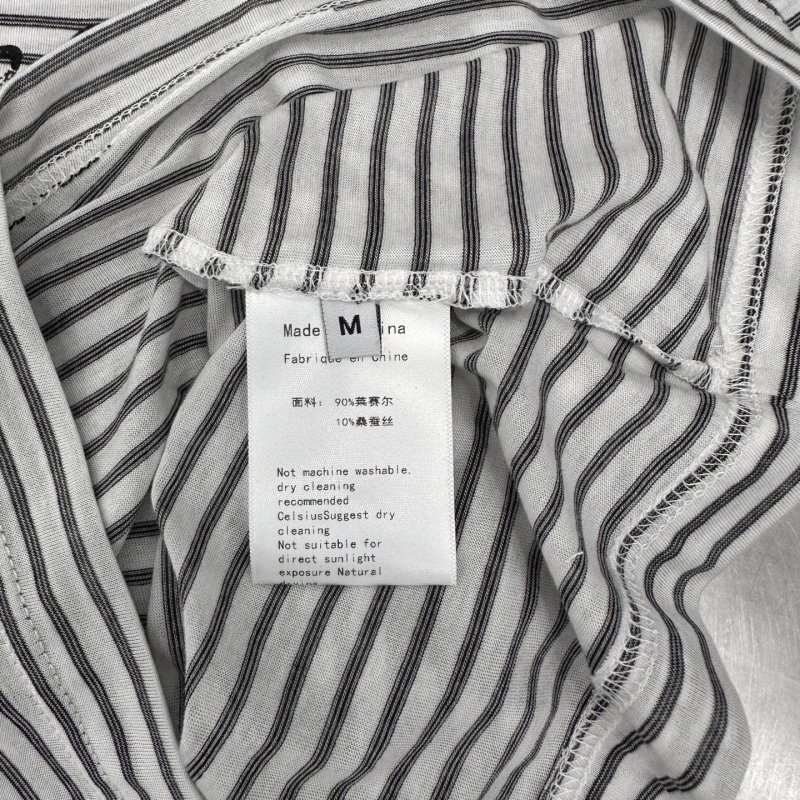 M
Made ina
Fabrique en Chine
面料: 90%莱赛尔
10%桑蚕丝
Not machine washable.
dry cleaning
recommended
CelsiusSuggest dry
cleaning
Not suitable for
direct sunlight
exposure Natural